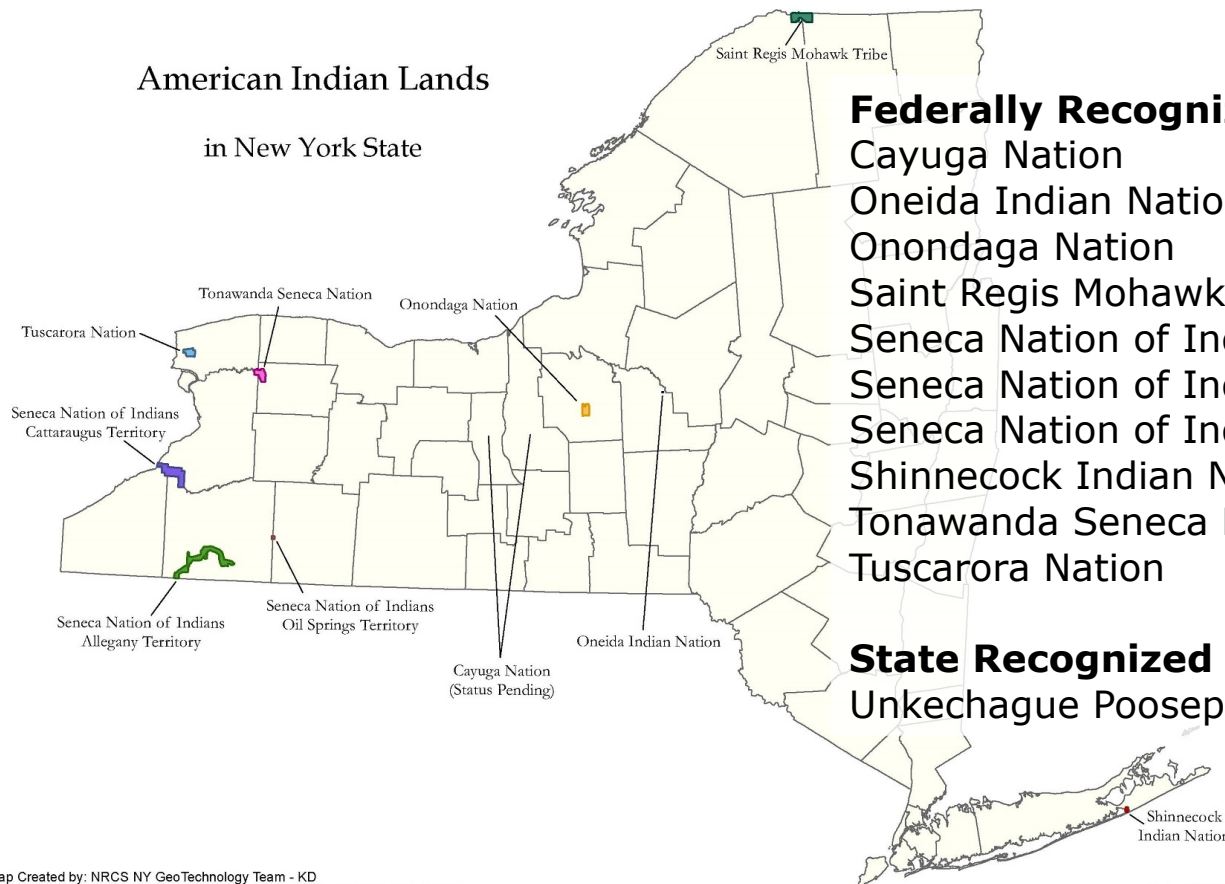 American Indian Lands
in New York State
Saint Regis Mohawk Tribe
Federally Recogni
Cayuga Nation
Oneida Indian Natio
Onondaga Nation
Saint Regis Mohawk
Seneca Nation of In
Seneca Nation of In
Seneca Nation of In
Shinnecock Indian N
Tonawanda Seneca
Tuscarora Nation
State Recognized
Unkechague Poosep
Tonawanda Seneca Nation
Onondaga Nation
Tuscarora Nation
Seneca Nation of Indians
Cattaraugus Territory
Seneca Nation of Indians
Allegany Territory
Seneca Nation of Indians
Oil Springs Territory
Cayuga Nation
(Status Pending)
Oneida Indian Nation
Shinnecock
Indian Nation
ap Created by: NRCS NY GeoTechnology Team - KD